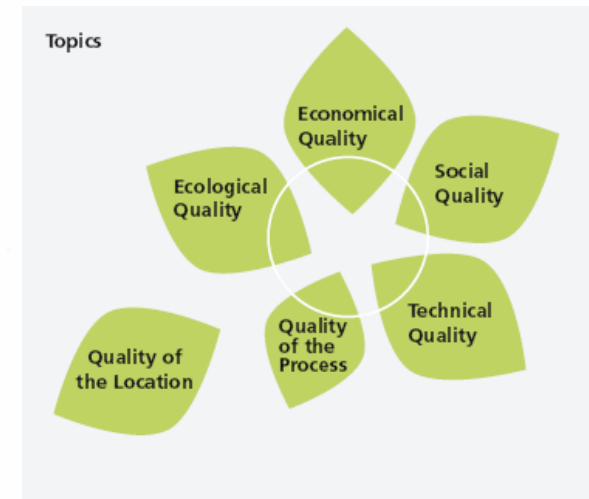 Topics
Economical
Quality
Social
Quality
Ecological
Quality
Technical
Quality
Quality
of the
Process
Quality of
the Location